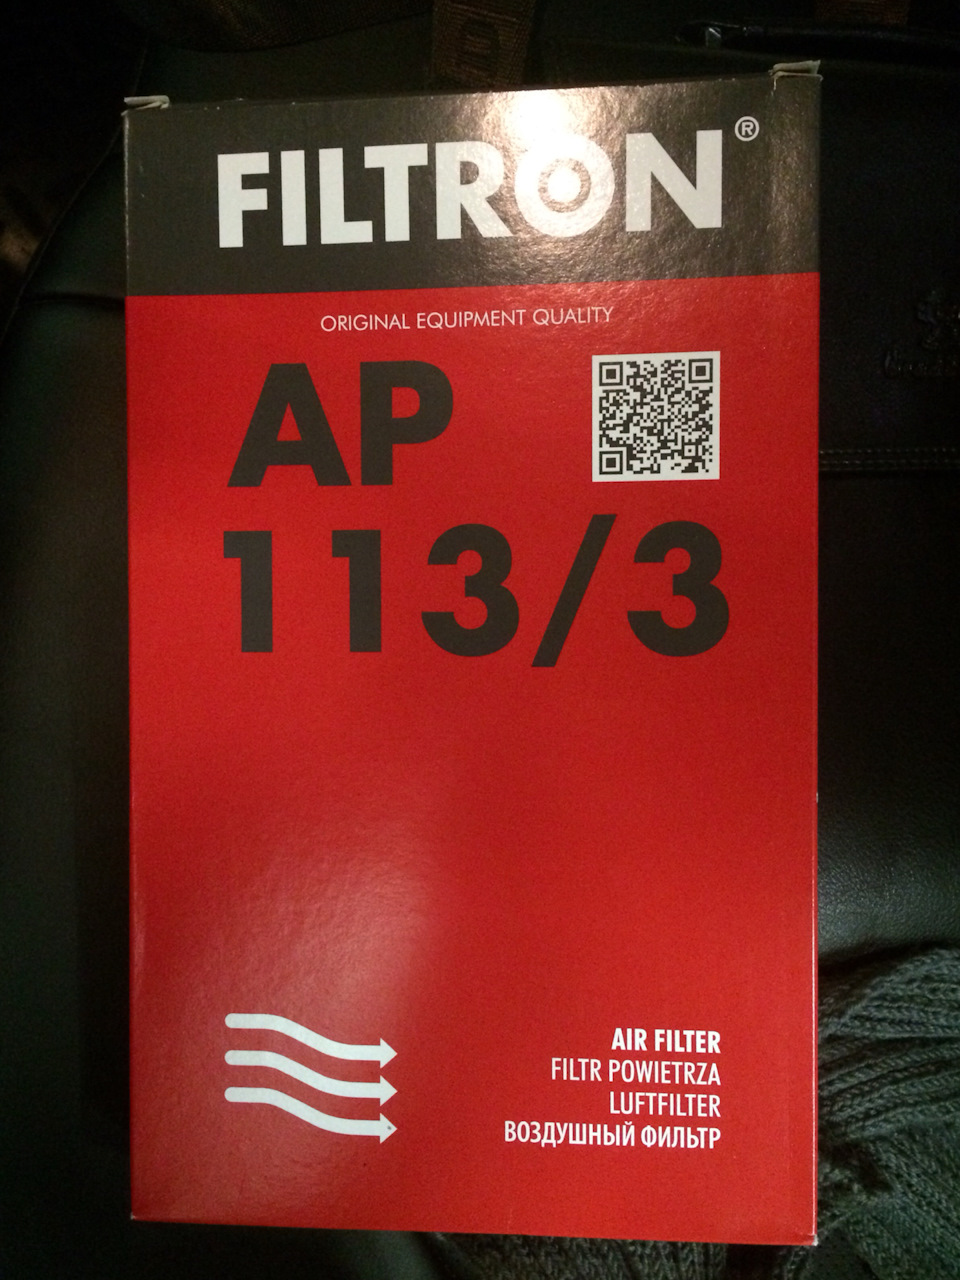 FILTRON®
ORIGINAL EQUIPMENT QUALITY
AP
113/3
AIR FILTER
FILTR POWIETRZA
LUFTFILTER
ВОЗДУШНЫЙ ФИЛЬТР